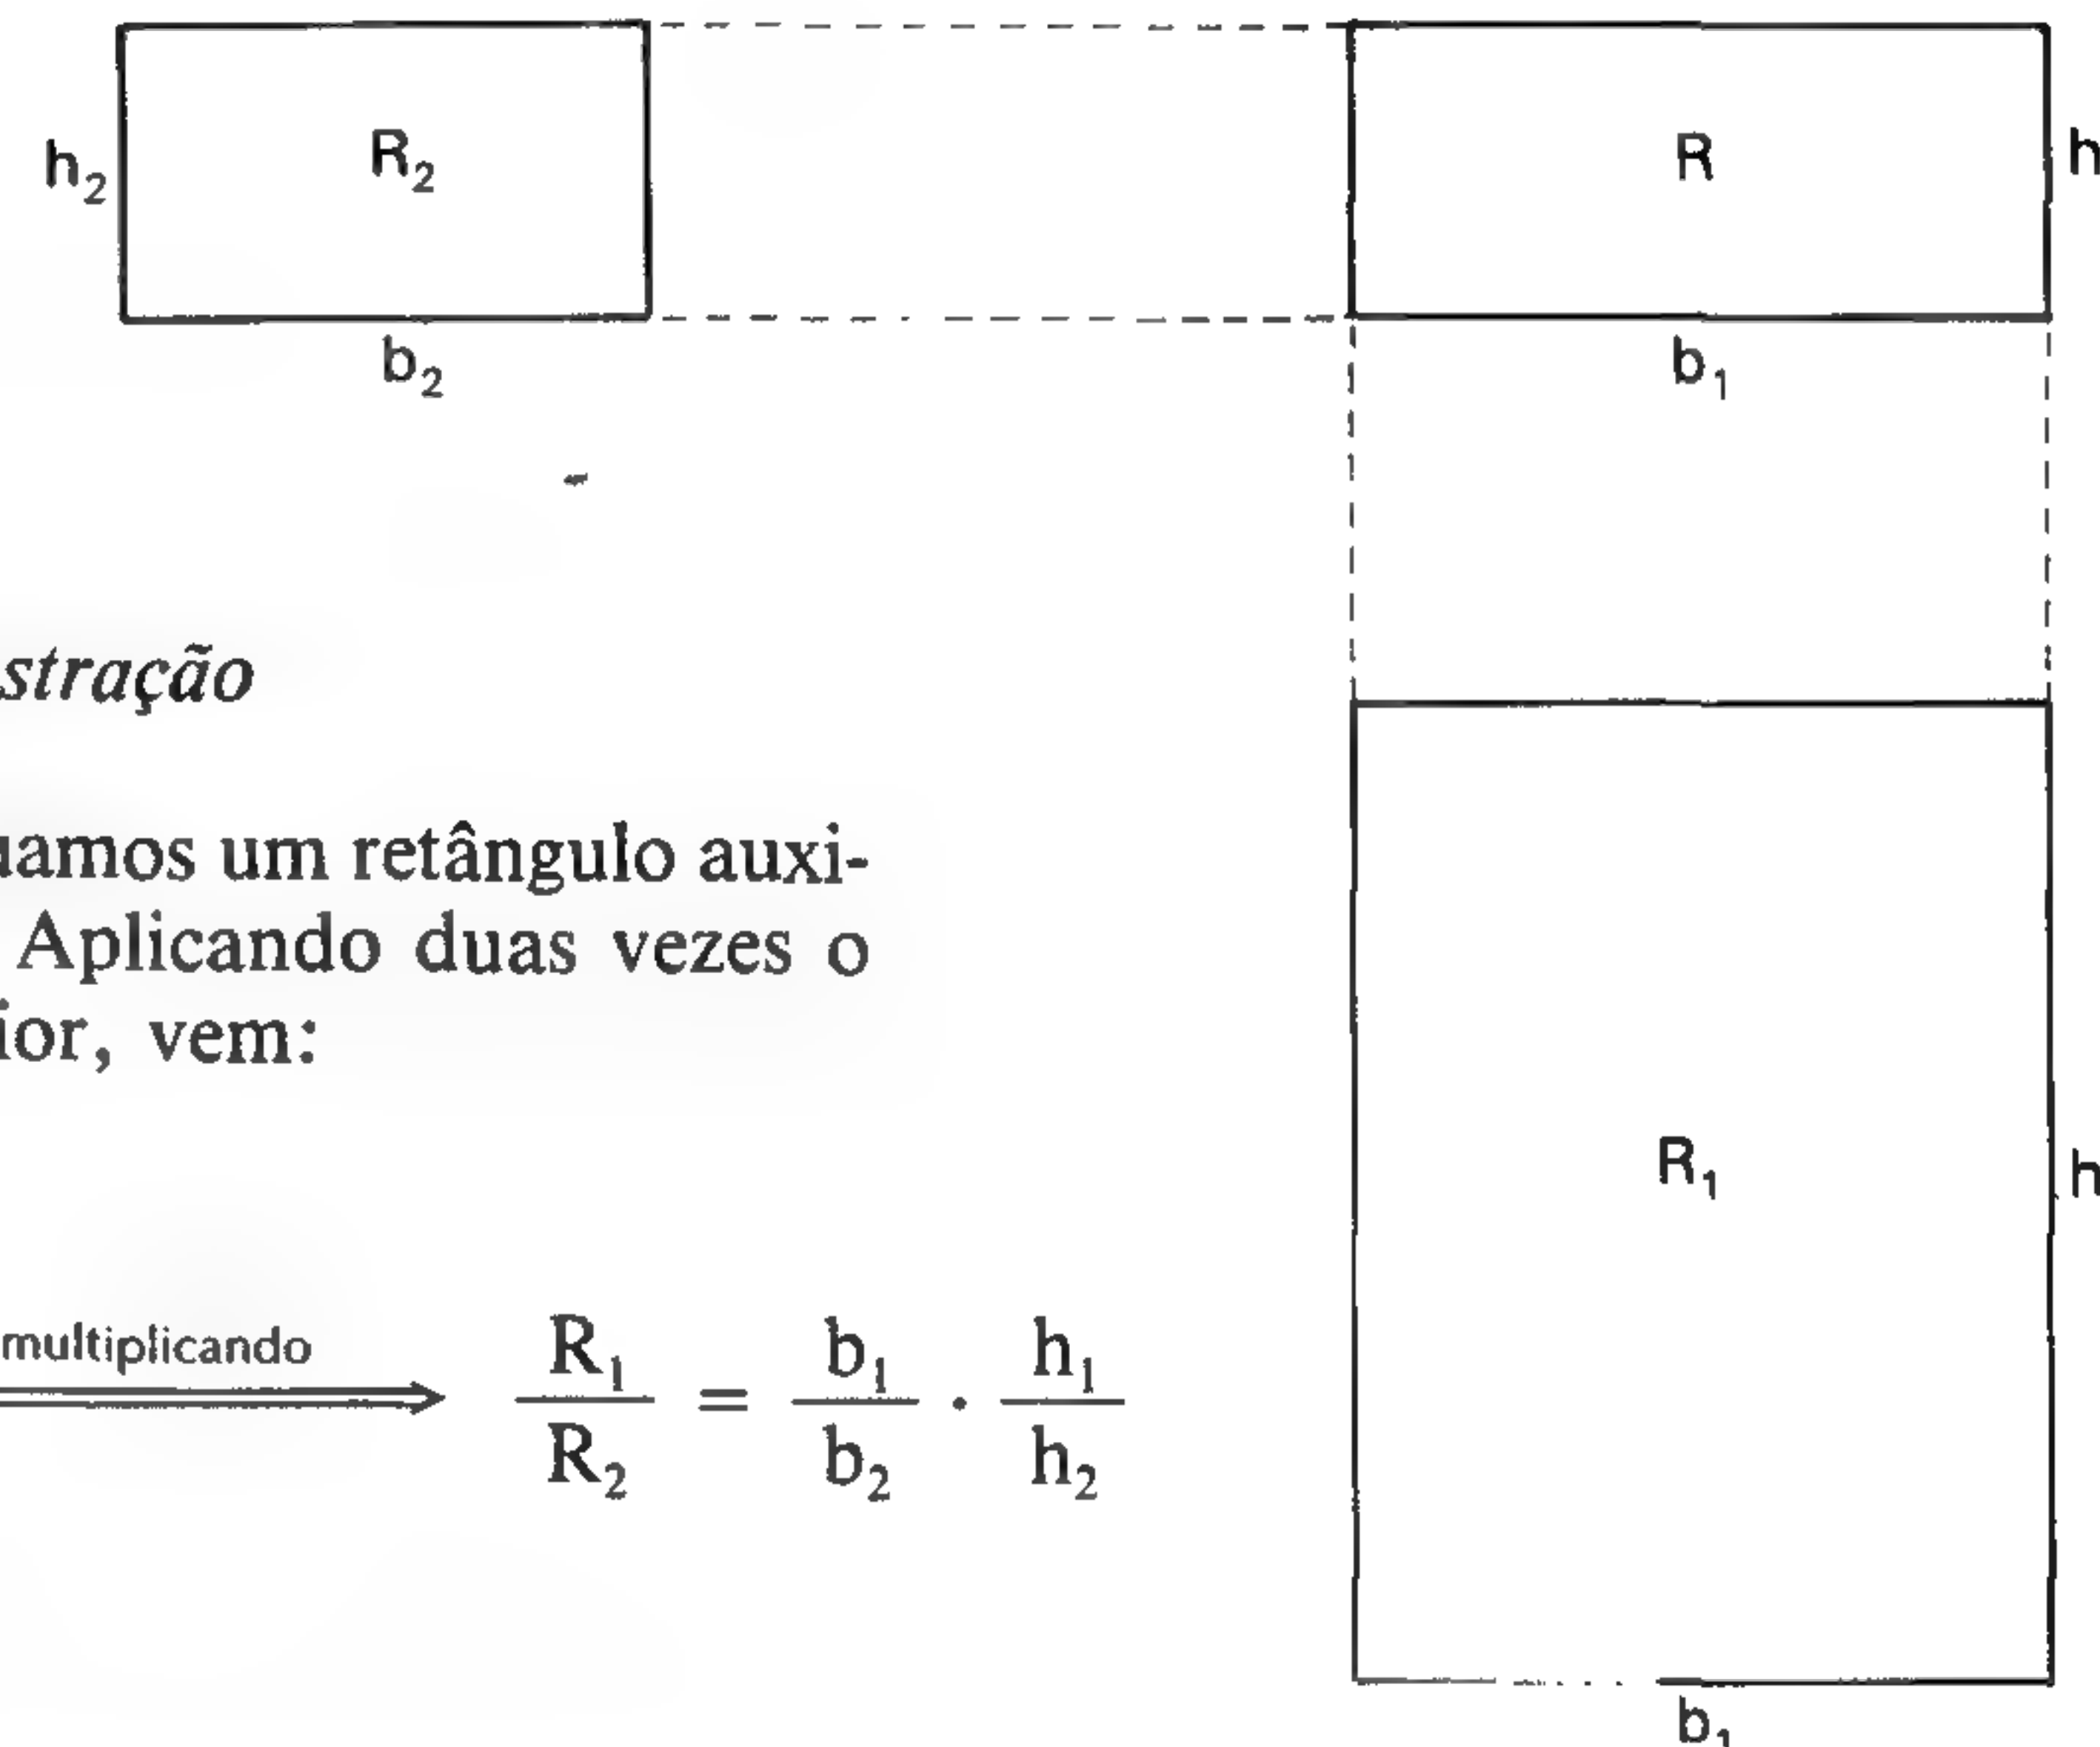 R₂
h₂
b₂
R
h
b₁
stração
uamos um retângulo auxi-
Aplicando duas vezes o
ior, vem:
multiplicando
R₁/R₂ = b₁/b₂ · h₁/h₂
R₁
h
b₁